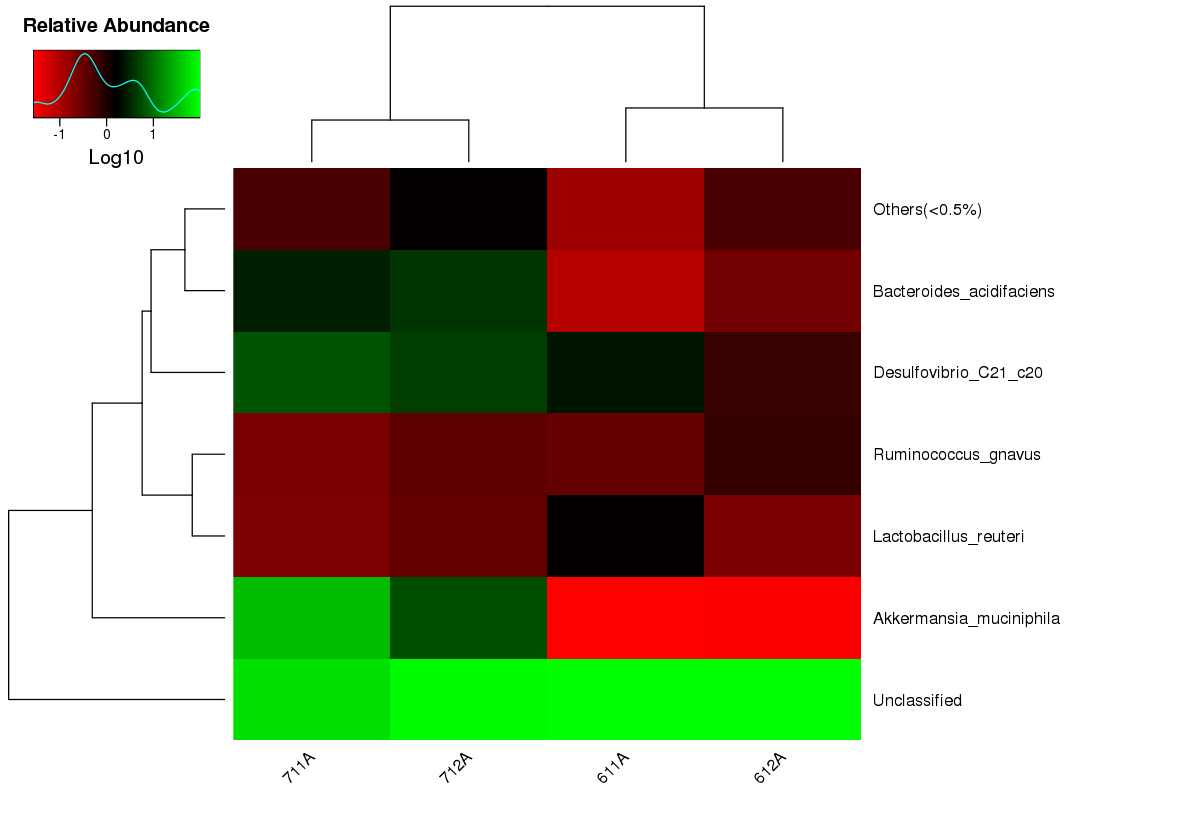 Relative Abundance
-1 0 1
Log10
Others(<0.5%)
Bacteroides_acidifaciens
Desulfovibrio_C21_c20
Ruminococcus_gnavus
Lactobacillus_reuteri
Akkermansia_muciniphila
Unclassified
711A 712A 611A 612A